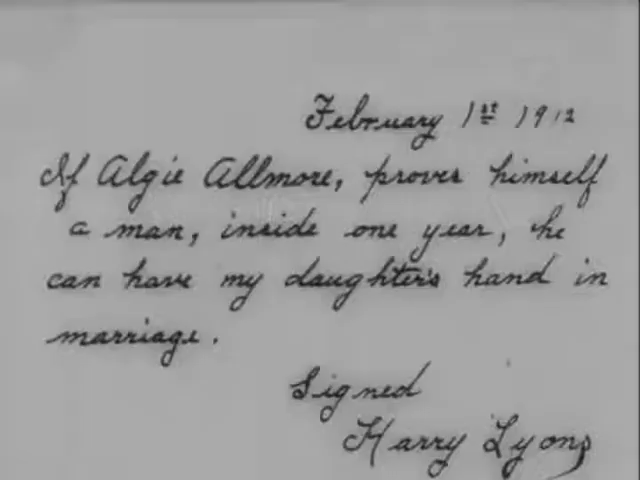 February 1st 1912
If Algie Allmore, proves himself
a man, inside one year, he
can have my daughter's hand in
marriage.
Signed
Harry Lyons